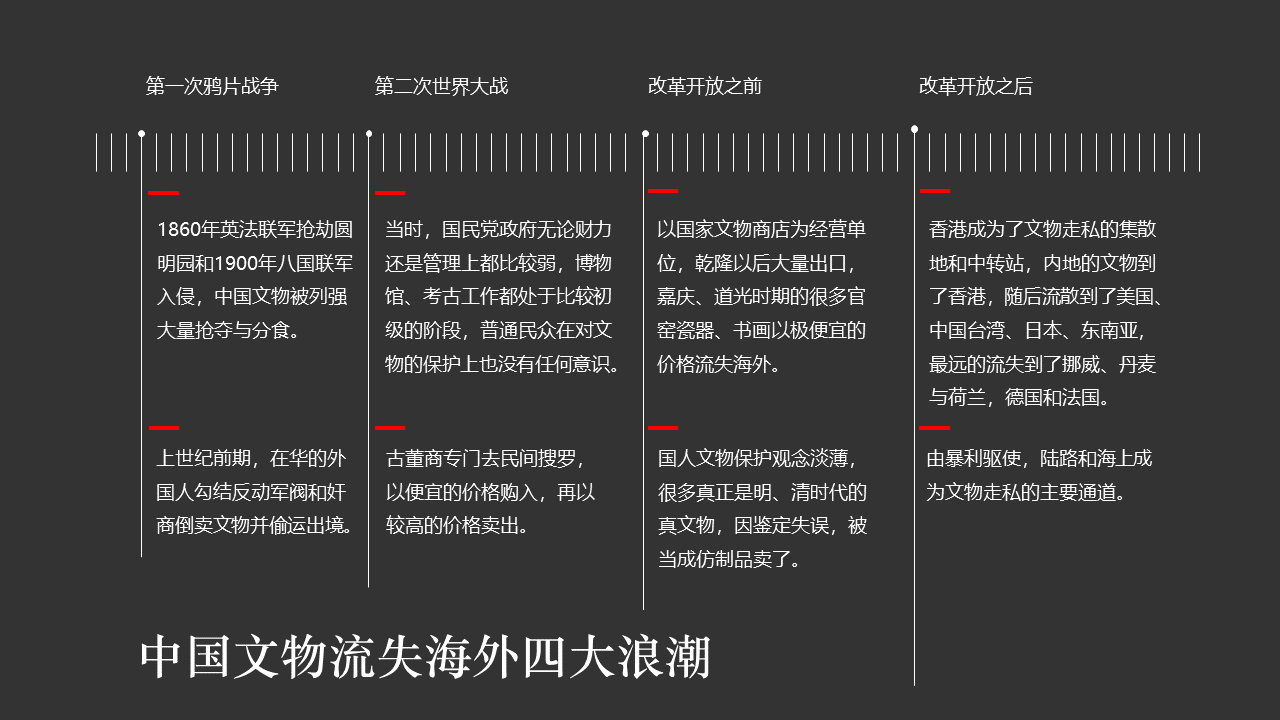 第一次鸦片战争
第二次世界大战
改革开放之前
改革开放之后
1860年英法联军抢劫圆
明园和1900年八国联军
入侵，中国文物被列强
大量抢夺与分食。
上世纪前期，在华的外
国人勾结反动军阀和奸
商倒卖文物并偷运出境。
当时，国民党政府无论财力
还是管理上都比较弱，博物
馆、考古工作都处于比较初
级的阶段，普通民众在对文
物的保护上也没有任何意识。
古董商专门去民间搜罗，
以便宜的价格购入，再以
较高的价格卖出。
以国家文物商店为经营单
位，乾隆以后大量出口，
嘉庆、道光时期的很多官
窑瓷器、书画以极便宜的
价格流失海外。
国人文物保护观念淡薄，
很多真正是明、清时代的
真文物，因鉴定失误，被
当成仿制品卖了。
香港成为了文物走私的集散
地和中转站，内地的文物到
了香港，随后流散到了美国、
中国台湾、日本、东南亚，
最远的流失到了挪威、丹麦
与荷兰，德国和法国。
由暴利驱使，陆路和海上成
为文物走私的主要通道。
中国文物流失海外四大浪潮